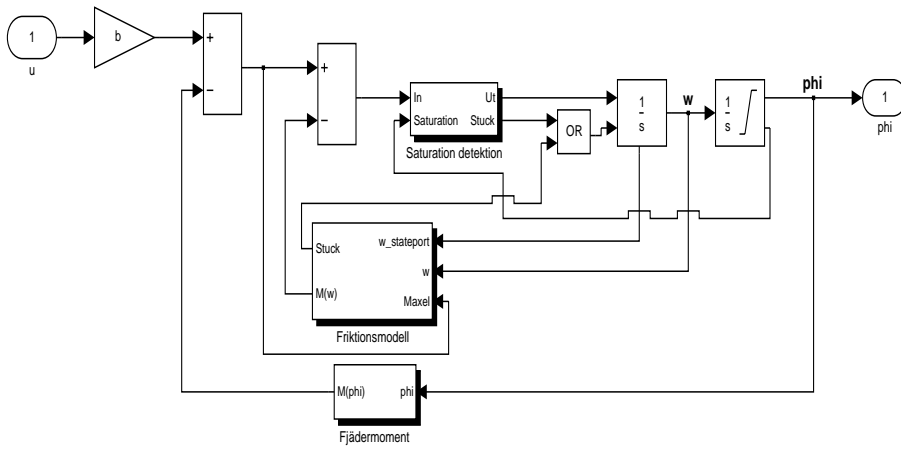 1
u
b
+
−
+
−
In
Saturation
Ut
Stuck
Saturation detektion
OR
1
s
w
1
s
phi
1
phi
Stuck
M(w)
w_stateport
w
Maxel
Friktionsmodell
M(phi)
phi
Fjädermoment